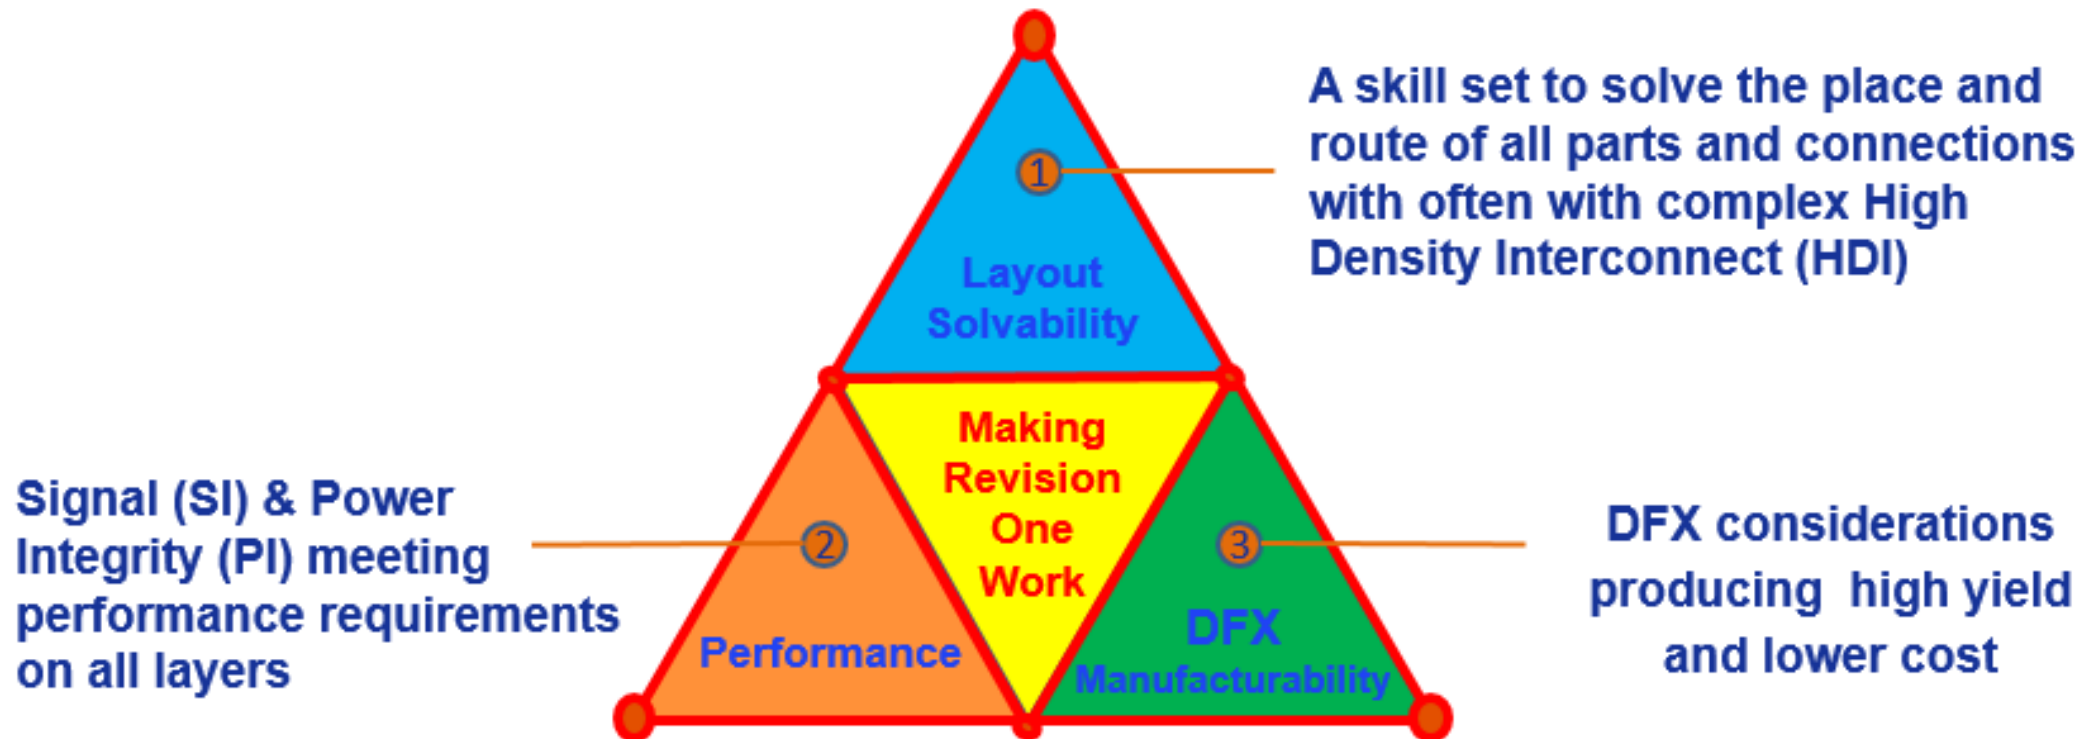 A skill set to solve the place and
route of all parts and connections
with often with complex High
Density Interconnect (HDI)
1
Layout
Solvability
Making
Revision
One
Work
Signal (SI) & Power
Integrity (PI) meeting
performance requirements
on all layers
2
Performance
3
DFX
Manufacturability
DFX considerations
producing high yield
and lower cost